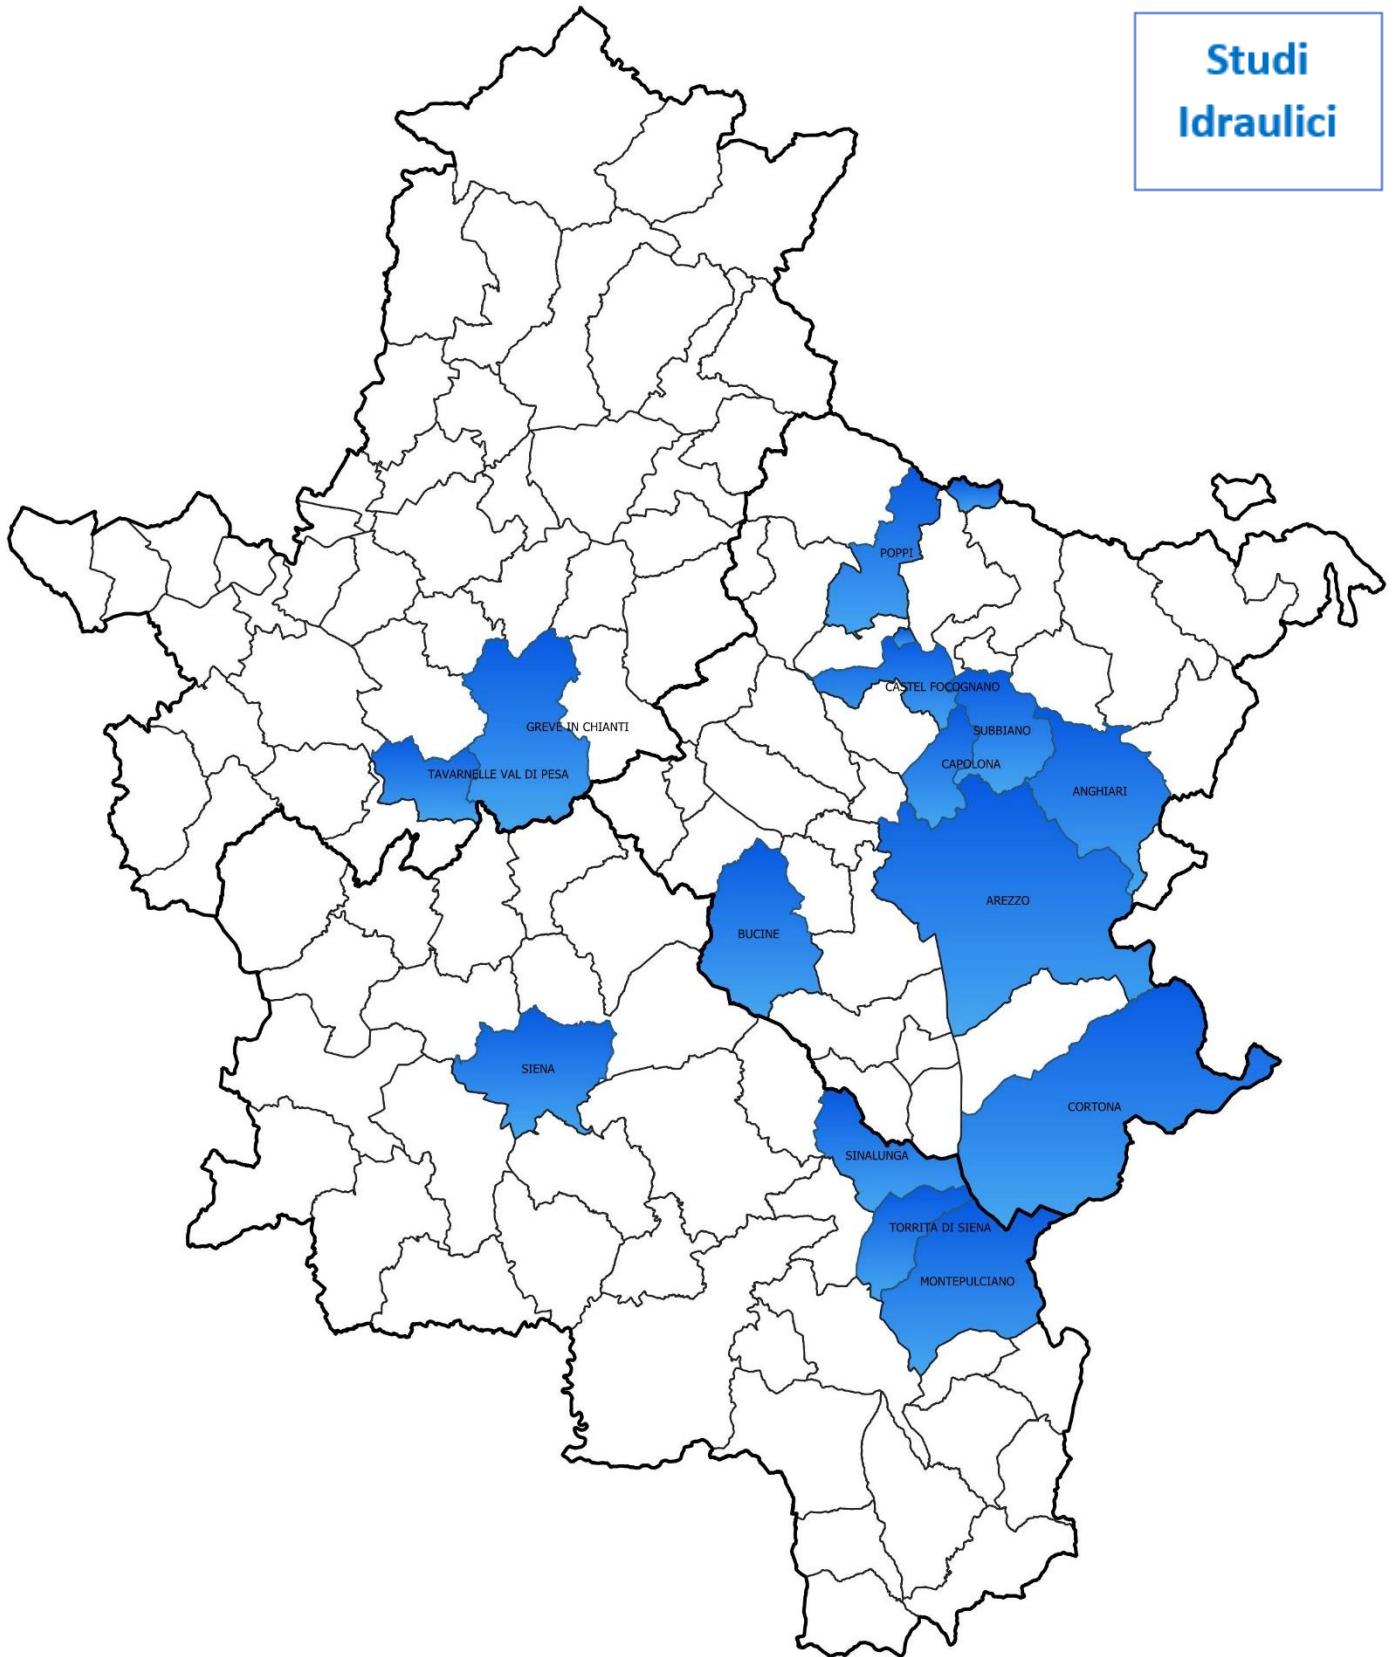 Studi
Idraulici
POPPI
CASTEL FOCOGNANO
GREVE IN CHIANTI
SUBBIANO
CAPOLONA
TAVARNELLE VAL DI PESA
ANGHIARI
AREZZO
BUCINE
SIENA
CORTONA
SINALUNGA
TORRITA DI SIENA
MONTEPULCIANO